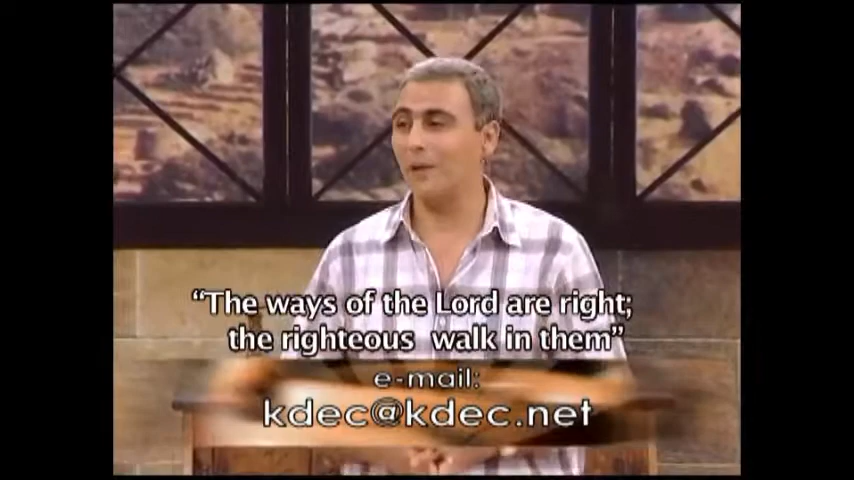 “The ways of the Lord are right;
the righteous walk in them”
e-mail:
kdec@kdec.net